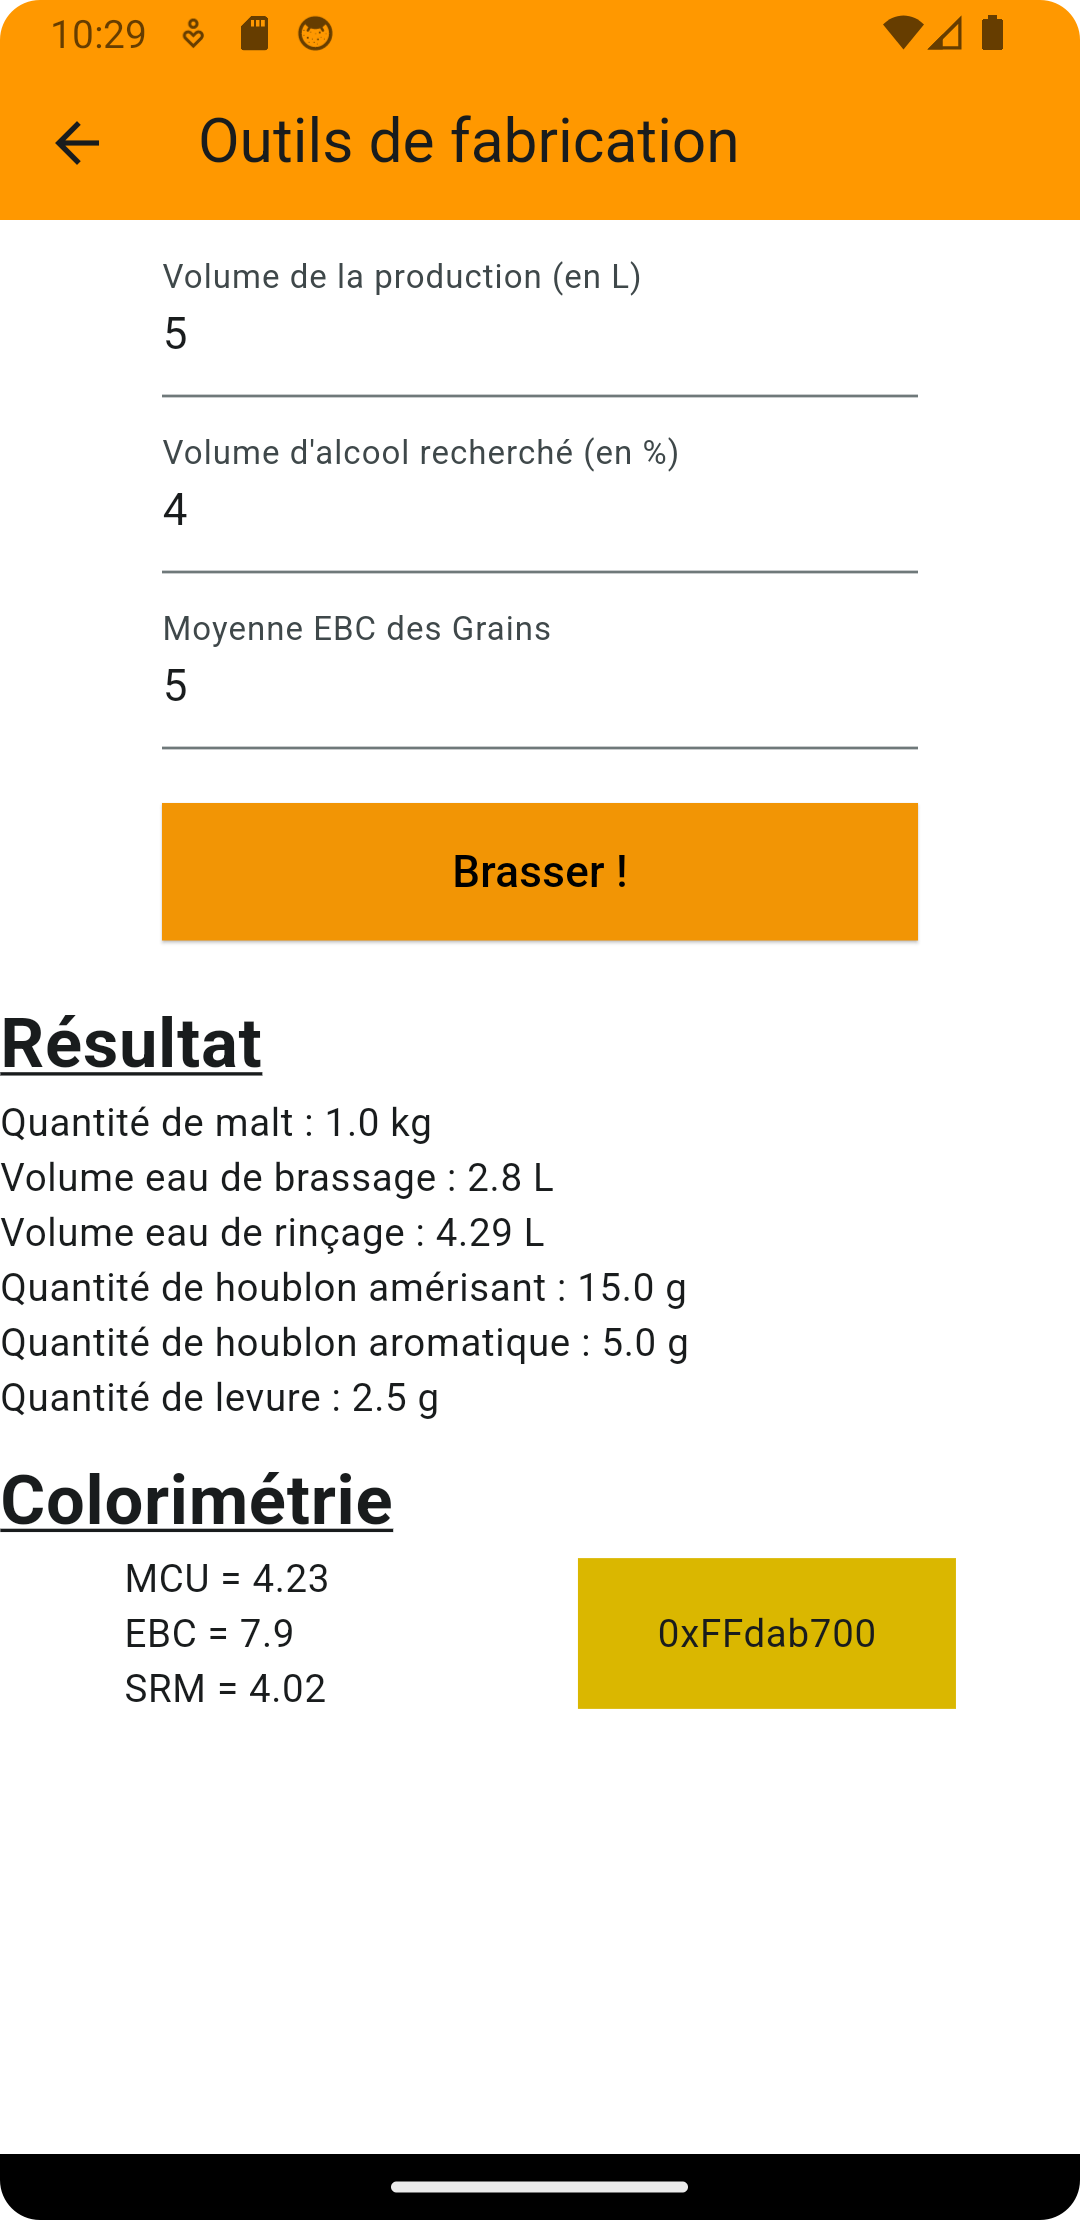 10:29
Outils de fabrication
Volume de la production (en L)
5
Volume d'alcool recherché (en %)
4
Moyenne EBC des Grains
5
Brasser !
Résultat
Quantité de malt : 1.0 kg
Volume eau de brassage : 2.8 L
Volume eau de rinçage : 4.29 L
Quantité de houblon amérisant : 15.0 g
Quantité de houblon aromatique : 5.0 g
Quantité de levure : 2.5 g
Colorimétrie
MCU = 4.23
EBC = 7.9
SRM = 4.02
0xFFdab700